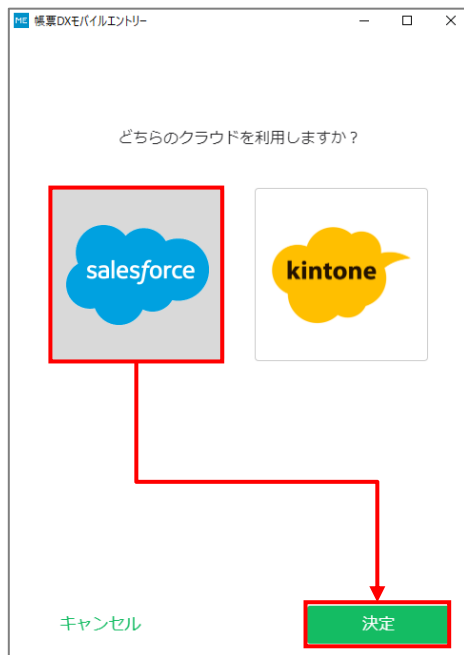 ME 帳票DXモバイルエントリー
どちらのクラウドを利用しますか？
salesforce
kintone
キャンセル
決定